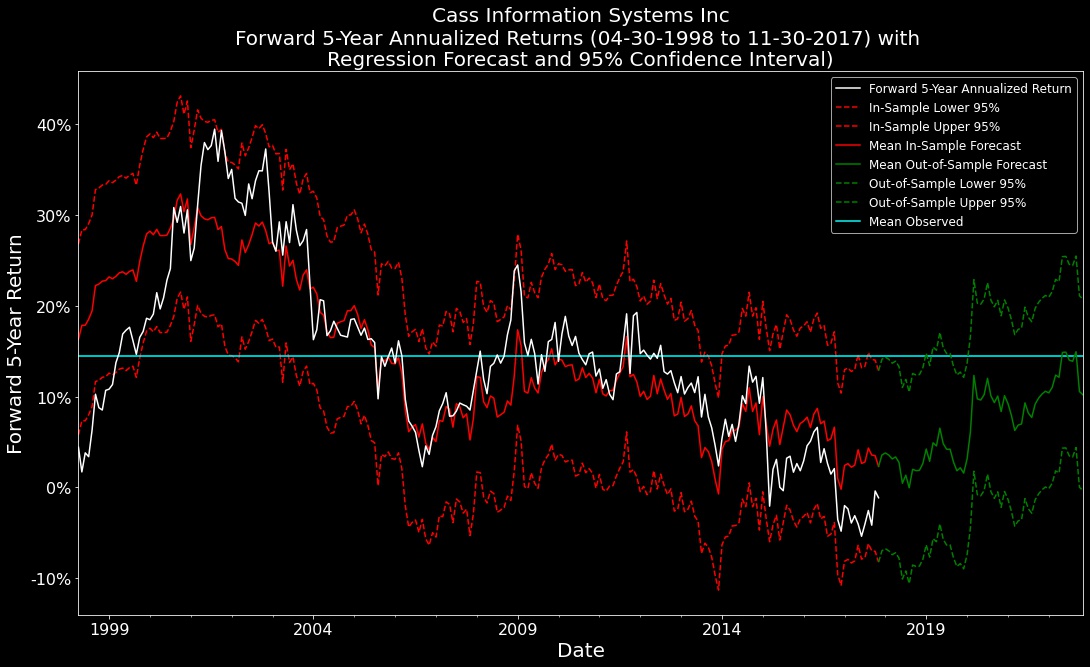 Cass Information Systems Inc
Forward 5-Year Annualized Returns (04-30-1998 to 11-30-2017) with
Regression Forecast and 95% Confidence Interval)
Forward 5-Year Annualized Return
In-Sample Lower 95%
In-Sample Upper 95%
Mean In-Sample Forecast
Mean Out-of-Sample Forecast
Out-of-Sample Lower 95%
Out-of-Sample Upper 95%
Mean Observed
Forward 5-Year Return
40%
30%
20%
10%
0%
-10%
1999
2004
2009
2014
2019
Date